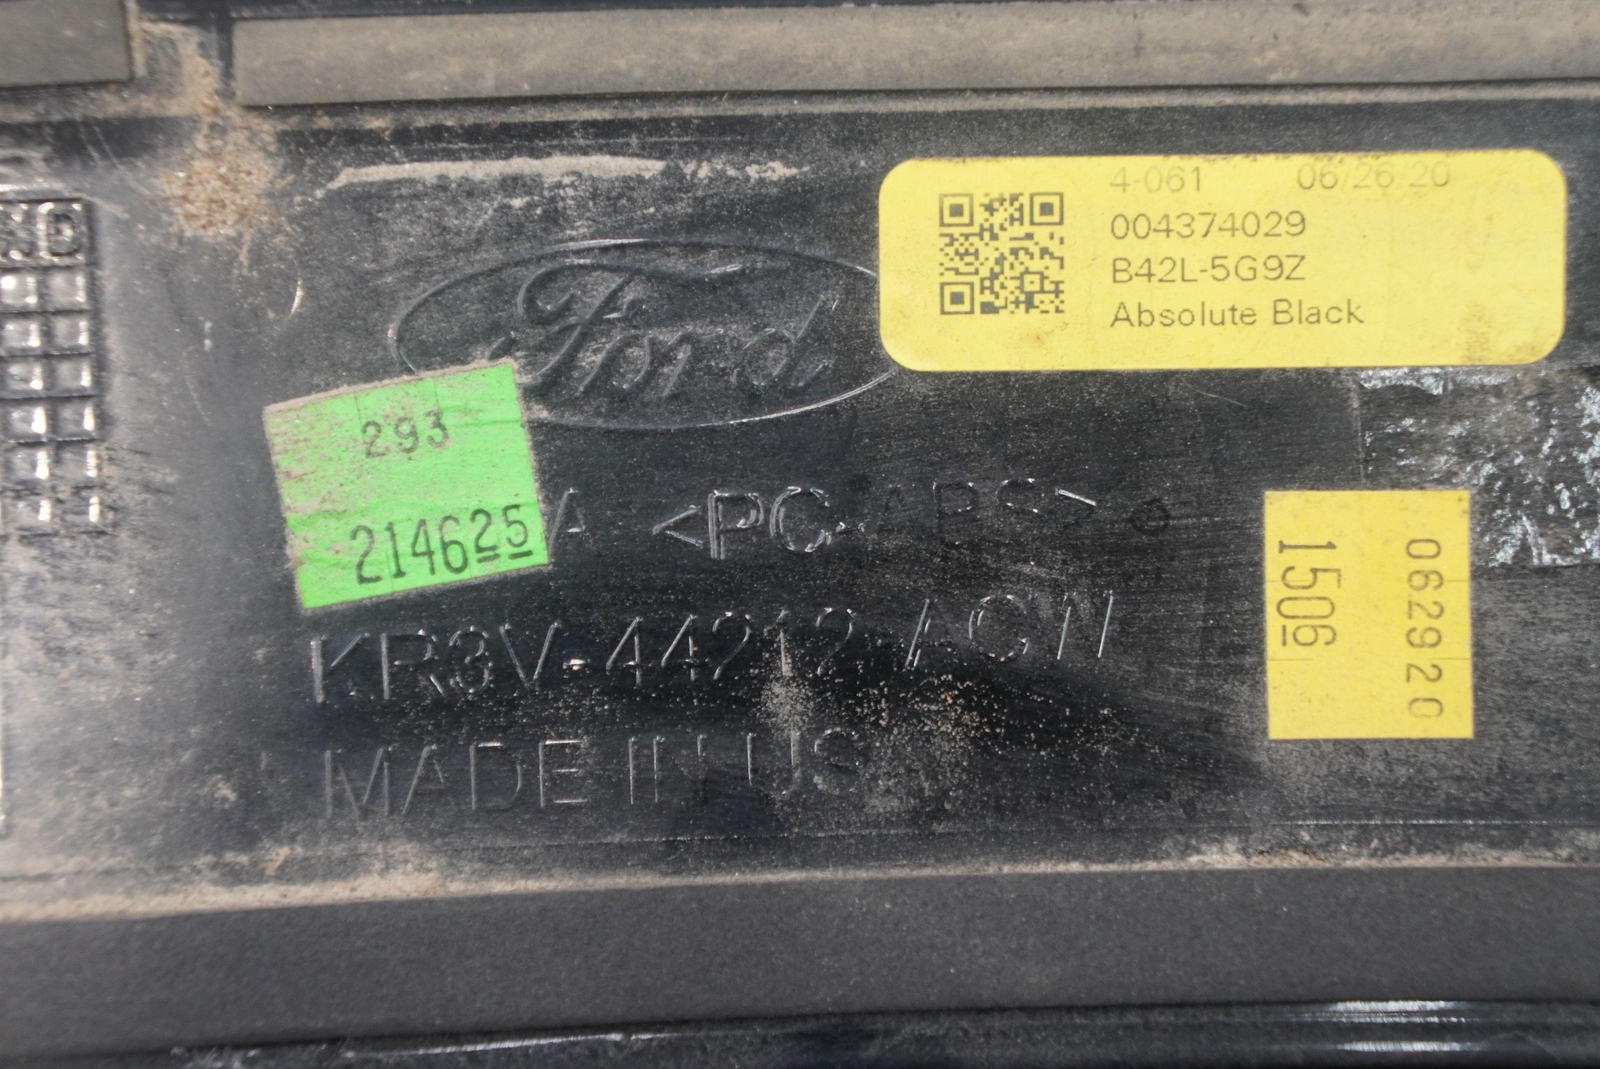 4-061 06/26/20
004374029
B42L-5G9Z
Absolute Black
Ford
293
214625
A <PC+ABS>
KR3V-44212-ACW
MADE IN US
1506
062920